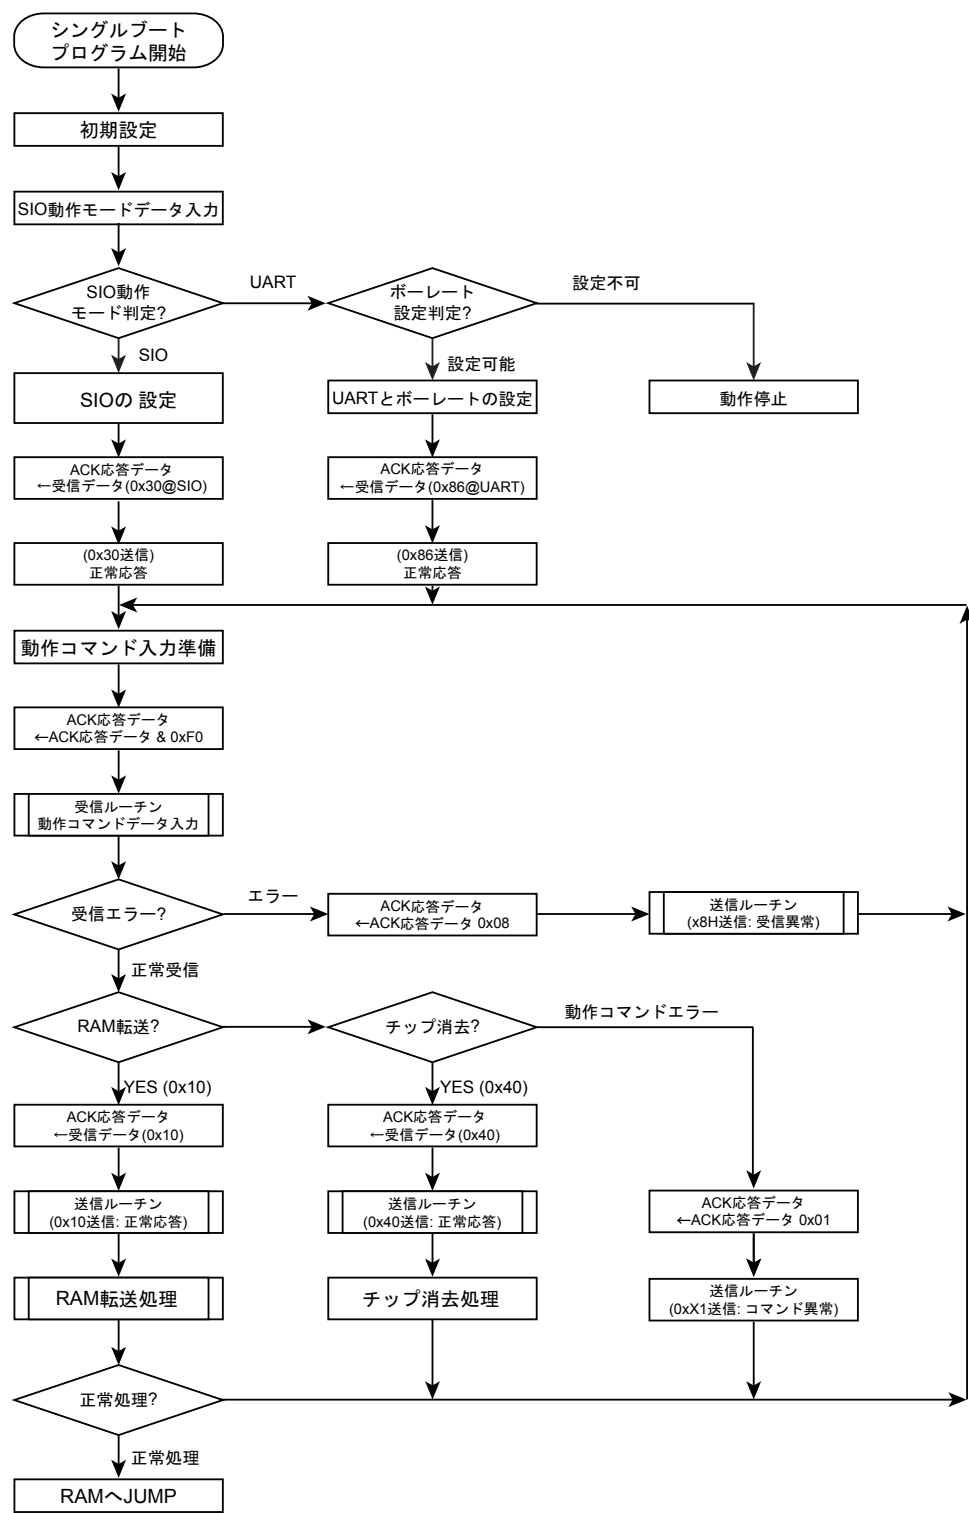 シングルブート
プログラム開始
初期設定
SIO動作モードデータ入力
SIO動作
モード判定?
UART
ボーレート
設定判定?
設定不可
SIO
設定可能
SIOの 設定
UARTとボーレートの設定
動作停止
ACK応答データ
←受信データ(0x30@SIO)
ACK応答データ
←受信データ(0x86@UART)
(0x30送信)
正常応答
(0x86送信)
正常応答
動作コマンド入力準備
ACK応答データ
←ACK応答データ & 0xF0
受信ルーチン
動作コマンドデータ入力
受信エラー?
エラー
ACK応答データ
←ACK応答データ 0x08
送信ルーチン
(x8H送信: 受信異常)
正常受信
RAM転送?
チップ消去?
動作コマンドエラー
YES (0x10)
YES (0x40)
ACK応答データ
←受信データ(0x10)
ACK応答データ
←受信データ(0x40)
送信ルーチン
(0x10送信: 正常応答)
送信ルーチン
(0x40送信: 正常応答)
ACK応答データ
←ACK応答データ 0x01
RAM転送処理
チップ消去処理
送信ルーチン
(0xX1送信: コマンド異常)
正常処理?
正常処理
RAMへJUMP